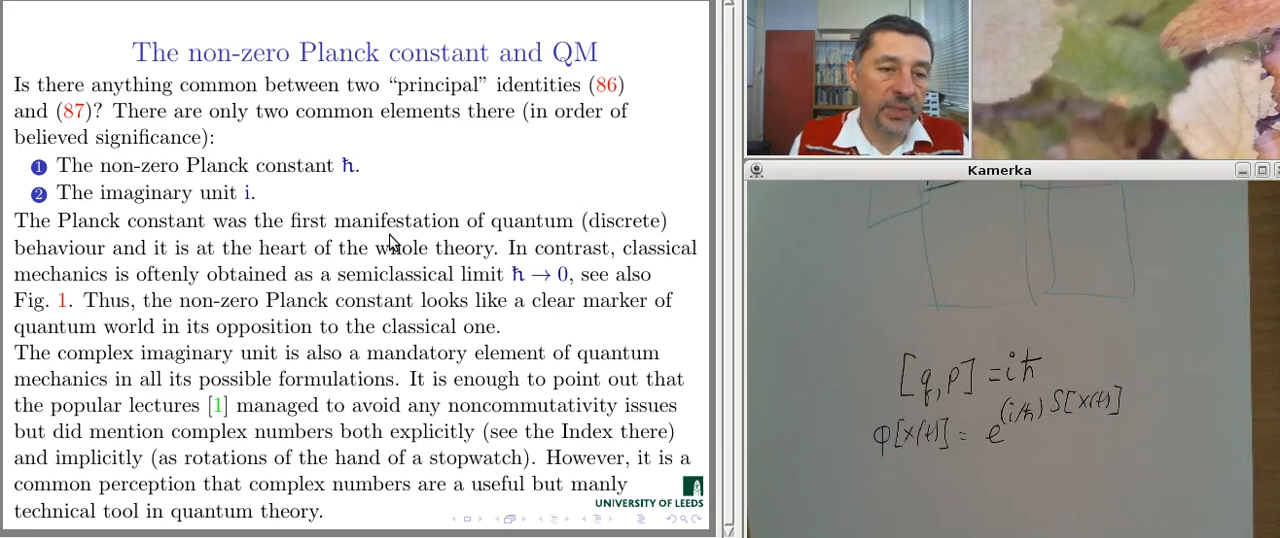 The non-zero Planck constant and QM
Is there anything common between two “principal” identities (86)
and (87)? There are only two common elements there (in order of
believed significance):
1 The non-zero Planck constant ħ.
2 The imaginary unit i.
The Planck constant was the first manifestation of quantum (discrete)
behaviour and it is at the heart of the whole theory. In contrast, classical
mechanics is oftenly obtained as a semiclassical limit ħ → 0, see also
Fig. 1. Thus, the non-zero Planck constant looks like a clear marker of
quantum world in its opposition to the classical one.
The complex imaginary unit is also a mandatory element of quantum
mechanics in all its possible formulations. It is enough to point out that
the popular lectures [1] managed to avoid any noncommutativity issues
but did mention complex numbers both explicitly (see the Index there)
and implicitly (as rotations of the hand of a stopwatch). However, it is a
common perception that complex numbers are a useful but manly
technical tool in quantum theory.
UNIVERSITY OF LEEDS
Kamerka
[q,p] = iħ
φ[x(t)] = e^(i/ħ) S[x(t)]